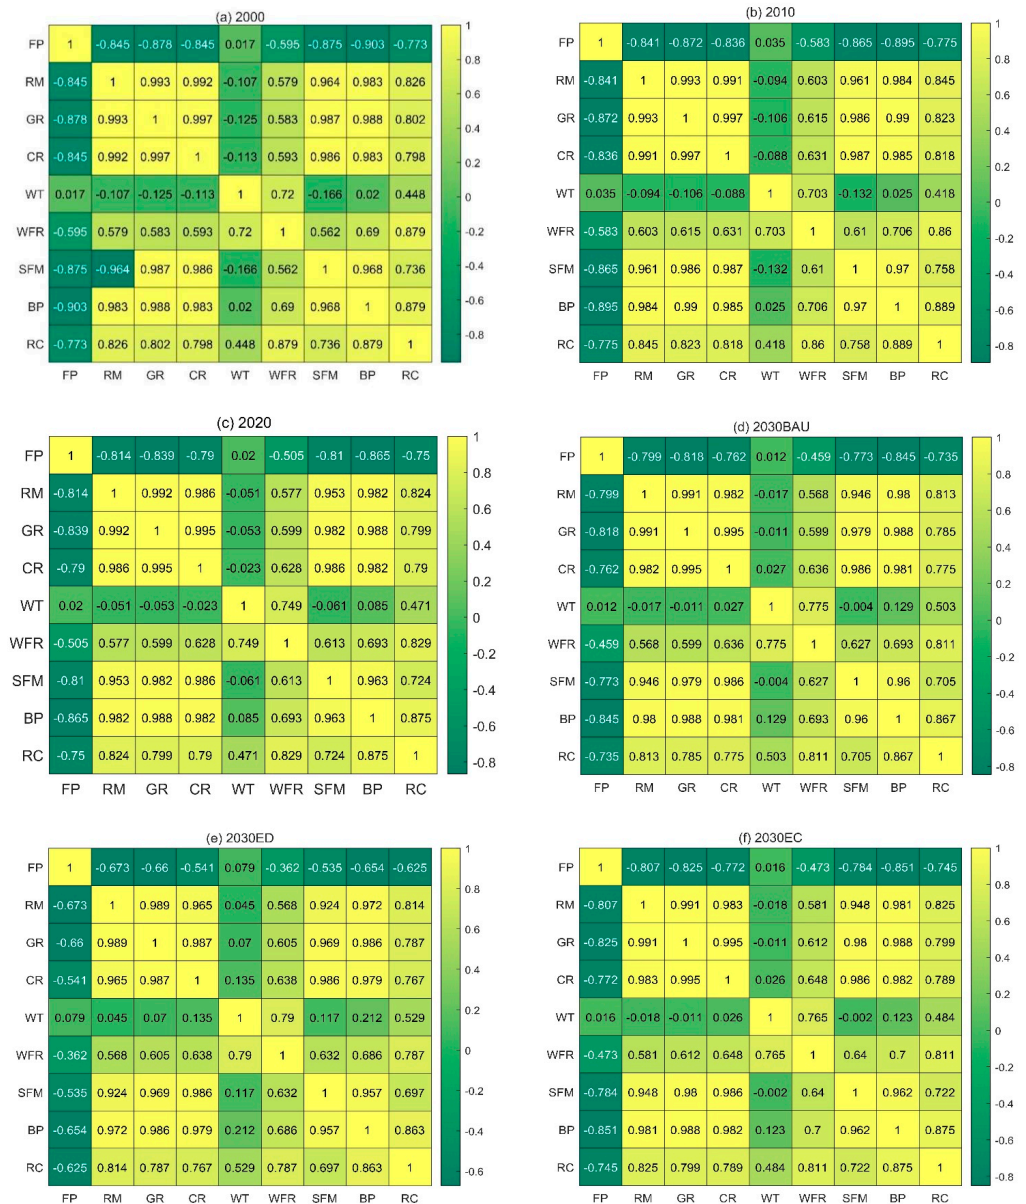 (a) 2000
FP 1 -0.845 -0.878 -0.845 0.017 -0.595 -0.875 -0.903 -0.773
RM -0.845 1 0.993 0.992 -0.107 0.579 0.964 0.983 0.826
GR -0.878 0.993 1 0.997 -0.125 0.583 0.987 0.988 0.802
CR -0.845 0.992 0.997 1 -0.113 0.593 0.986 0.983 0.798
WT 0.017 -0.107 -0.125 -0.113 1 0.72 -0.166 0.02 0.448
WFR -0.595 0.579 0.583 0.593 0.72 1 0.562 0.69 0.879
SFM -0.875 -0.964 0.987 0.986 -0.166 0.562 1 0.968 0.736
BP -0.903 0.983 0.988 0.983 0.02 0.69 0.968 1 0.879
RC -0.773 0.826 0.802 0.798 0.448 0.879 0.736 0.879 1
FP RM GR CR WT WFR SFM BP RC
1
0.8
0.6
0.4
0.2
0
-0.2
-0.4
-0.6
-0.8
(b) 2010
FP 1 -0.841 -0.872 -0.836 0.035 -0.583 -0.865 -0.895 -0.775
RM -0.841 1 0.993 0.991 -0.094 0.603 0.961 0.984 0.845
GR -0.872 0.993 1 0.997 -0.106 0.615 0.986 0.99 0.823
CR -0.836 0.991 0.997 1 -0.088 0.631 0.987 0.985 0.818
WT 0.035 -0.094 -0.106 -0.088 1 0.703 -0.132 0.025 0.418
WFR -0.583 0.603 0.615 0.631 0.703 1 0.61 0.706 0.86
SFM -0.865 0.961 0.986 0.987 -0.132 0.61 1 0.97 0.758
BP -0.895 0.984 0.99 0.985 0.025 0.706 0.97 1 0.889
RC -0.775 0.845 0.823 0.818 0.418 0.86 0.758 0.889 1
FP RM GR CR WT WFR SFM BP RC
1
0.8
0.6
0.4
0.2
0
-0.2
-0.4
-0.6
-0.8
(c) 2020
FP 1 -0.814 -0.839 -0.79 0.02 -0.505 -0.81 -0.865 -0.75
RM -0.814 1 0.992 0.986 -0.051 0.577 0.953 0.982 0.824
GR -0.839 0.992 1 0.995 -0.053 0.599 0.982 0.988 0.799
CR -0.79 0.986 0.995 1 -0.023 0.628 0.986 0.982 0.79
WT 0.02 -0.051 -0.053 -0.023 1 0.749 -0.061 0.085 0.471
WFR -0.505 0.577 0.599 0.628 0.749 1 0.613 0.693 0.829
SFM -0.81 0.953 0.982 0.986 -0.061 0.613 1 0.963 0.724
BP -0.865 0.982 0.988 0.982 0.085 0.693 0.963 1 0.875
RC -0.75 0.824 0.799 0.79 0.471 0.829 0.724 0.875 1
FP RM GR CR WT WFR SFM BP RC
1
0.8
0.6
0.4
0.2
0
-0.2
-0.4
-0.6
-0.8
(d) 2030BAU
FP 1 -0.799 -0.818 -0.762 0.012 -0.459 -0.773 -0.845 -0.735
RM -0.799 1 0.991 0.982 -0.017 0.568 0.946 0.98 0.813
GR -0.818 0.991 1 0.995 -0.011 0.599 0.979 0.988 0.785
CR -0.762 0.982 0.995 1 0.027 0.636 0.986 0.981 0.775
WT 0.012 -0.017 -0.011 0.027 1 0.775 -0.004 0.129 0.503
WFR -0.459 0.568 0.599 0.636 0.775 1 0.627 0.693 0.811
SFM -0.773 0.946 0.979 0.986 -0.004 0.627 1 0.96 0.705
BP -0.845 0.98 0.988 0.981 0.129 0.693 0.96 1 0.867
RC -0.735 0.813 0.785 0.775 0.503 0.811 0.705 0.867 1
FP RM GR CR WT WFR SFM BP RC
1
0.8
0.6
0.4
0.2
0
-0.2
-0.4
-0.6
-0.8
(e) 2030ED
FP 1 -0.673 -0.66 -0.541 0.079 -0.362 -0.535 -0.654 -0.625
RM -0.673 1 0.989 0.965 0.045 0.568 0.924 0.972 0.814
GR -0.66 0.989 1 0.987 0.07 0.605 0.969 0.986 0.787
CR -0.541 0.965 0.987 1 0.135 0.638 0.986 0.979 0.767
WT 0.079 0.045 0.07 0.135 1 0.79 0.117 0.212 0.529
WFR -0.362 0.568 0.605 0.638 0.79 1 0.632 0.686 0.787
SFM -0.535 0.924 0.969 0.986 0.117 0.632 1 0.957 0.697
BP -0.654 0.972 0.986 0.979 0.212 0.686 0.957 1 0.863
RC -0.625 0.814 0.787 0.767 0.529 0.787 0.697 0.863 1
FP RM GR CR WT WFR SFM BP RC
1
0.8
0.6
0.4
0.2
0
-0.2
-0.4
-0.6
(f) 2030EC
FP 1 -0.807 -0.825 -0.772 0.016 -0.473 -0.784 -0.851 -0.745
RM -0.807 1 0.991 0.983 -0.018 0.581 0.948 0.981 0.825
GR -0.825 0.991 1 0.995 -0.011 0.612 0.98 0.988 0.799
CR -0.772 0.983 0.995 1 0.026 0.648 0.986 0.982 0.789
WT 0.016 -0.018 -0.011 0.026 1 0.765 -0.002 0.123 0.484
WFR -0.473 0.581 0.612 0.648 0.765 1 0.64 0.7 0.811
SFM -0.784 0.948 0.98 0.986 -0.002 0.64 1 0.962 0.722
BP -0.851 0.981 0.988 0.982 0.123 0.7 0.962 1 0.875
RC -0.745 0.825 0.799 0.789 0.484 0.811 0.722 0.875 1
FP RM GR CR WT WFR SFM BP RC
1
0.8
0.6
0.4
0.2
0
-0.2
-0.4
-0.6
-0.8